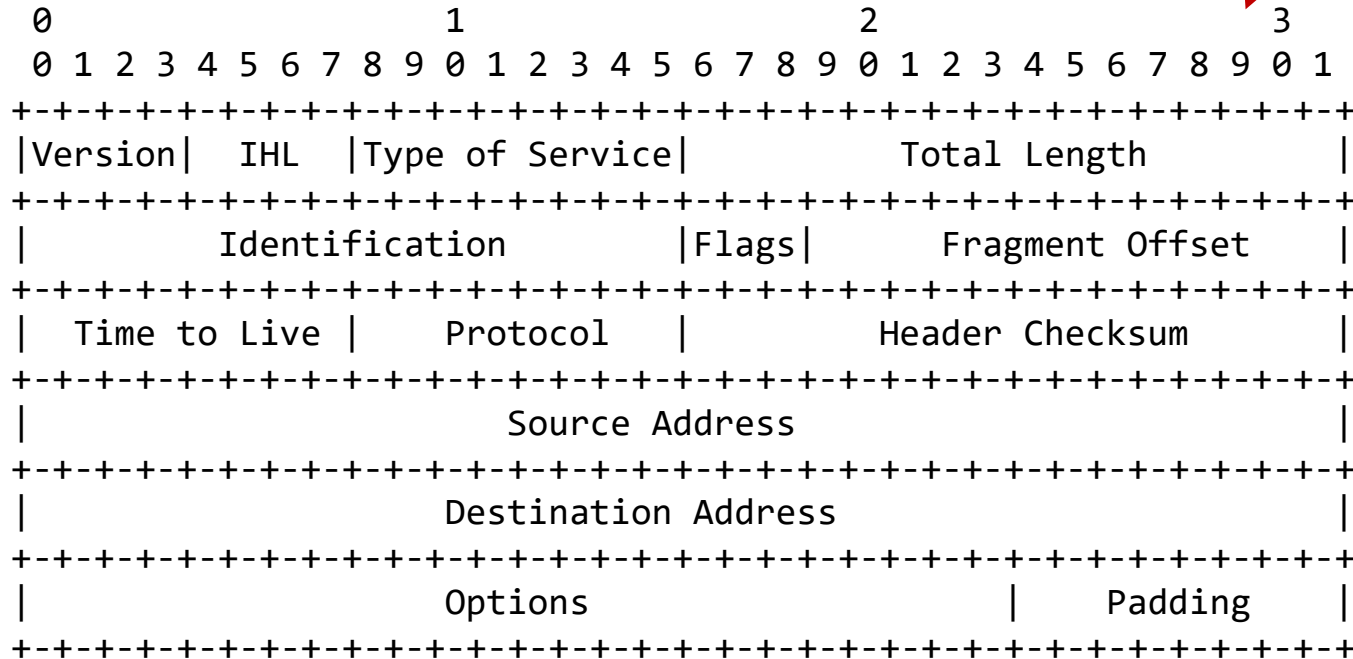 0                   1                   2                   3
 0 1 2 3 4 5 6 7 8 9 0 1 2 3 4 5 6 7 8 9 0 1 2 3 4 5 6 7 8 9 0 1
+-+-+-+-+-+-+-+-+-+-+-+-+-+-+-+-+-+-+-+-+-+-+-+-+-+-+-+-+-+-+-+-+
|Version|  IHL  |Type of Service|          Total Length         |
+-+-+-+-+-+-+-+-+-+-+-+-+-+-+-+-+-+-+-+-+-+-+-+-+-+-+-+-+-+-+-+-+
|         Identification        |Flags|      Fragment Offset    |
+-+-+-+-+-+-+-+-+-+-+-+-+-+-+-+-+-+-+-+-+-+-+-+-+-+-+-+-+-+-+-+-+
|  Time to Live |    Protocol   |         Header Checksum       |
+-+-+-+-+-+-+-+-+-+-+-+-+-+-+-+-+-+-+-+-+-+-+-+-+-+-+-+-+-+-+-+-+
|                       Source Address                          |
+-+-+-+-+-+-+-+-+-+-+-+-+-+-+-+-+-+-+-+-+-+-+-+-+-+-+-+-+-+-+-+-+
|                    Destination Address                        |
+-+-+-+-+-+-+-+-+-+-+-+-+-+-+-+-+-+-+-+-+-+-+-+-+-+-+-+-+-+-+-+-+
|                    Options                    |    Padding    |
+-+-+-+-+-+-+-+-+-+-+-+-+-+-+-+-+-+-+-+-+-+-+-+-+-+-+-+-+-+-+-+-+